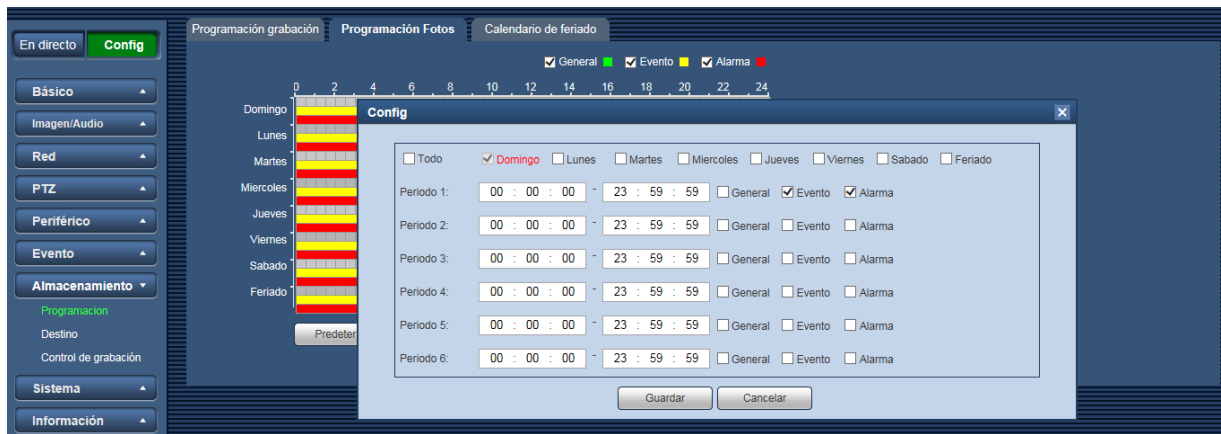 Programación grabación Programación Fotos Calendario de feriado
En directo Config
General Evento Alarma
0 2 4 6 8 10 12 14 16 18 20 22 24
Básico
Imagen/Audio
Red
PTZ
Periférico
Evento
Almacenamiento
Programacion
Destino
Control de grabación
Sistema
Información
Domingo
Lunes
Martes
Miercoles
Jueves
Viernes
Sabado
Feriado
Predeter
Config
Todo Domingo Lunes Martes Miercoles Jueves Viernes Sabado Feriado
Periodo 1: 00 : 00 : 00 - 23 : 59 : 59 General Evento Alarma
Periodo 2: 00 : 00 : 00 - 23 : 59 : 59 General Evento Alarma
Periodo 3: 00 : 00 : 00 - 23 : 59 : 59 General Evento Alarma
Periodo 4: 00 : 00 : 00 - 23 : 59 : 59 General Evento Alarma
Periodo 5: 00 : 00 : 00 - 23 : 59 : 59 General Evento Alarma
Periodo 6: 00 : 00 : 00 - 23 : 59 : 59 General Evento Alarma
Guardar Cancelar